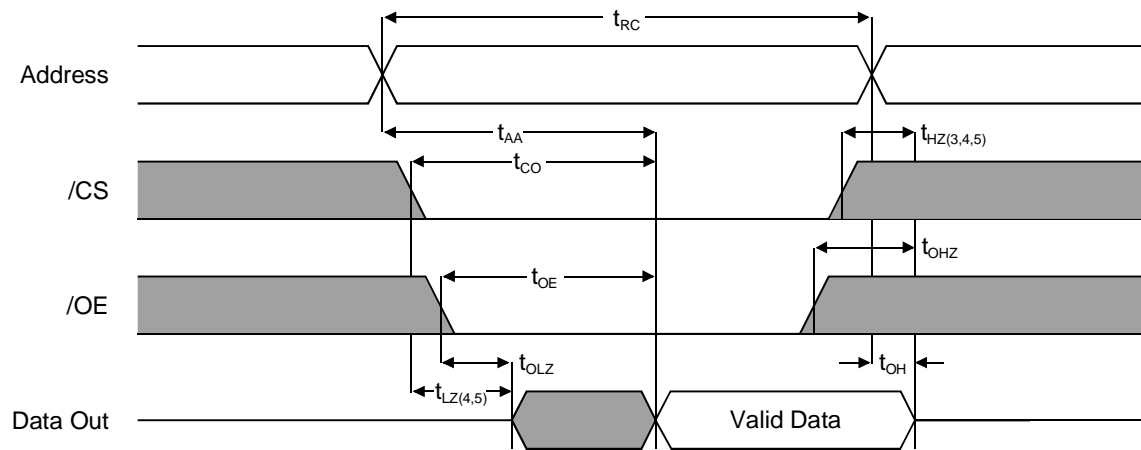 tRC
Address
tAA
tHZ(3,4,5)
tCO
/CS
tOHZ
tOE
/OE
tOLZ
tOH
tLZ(4,5)
Data Out
Valid Data